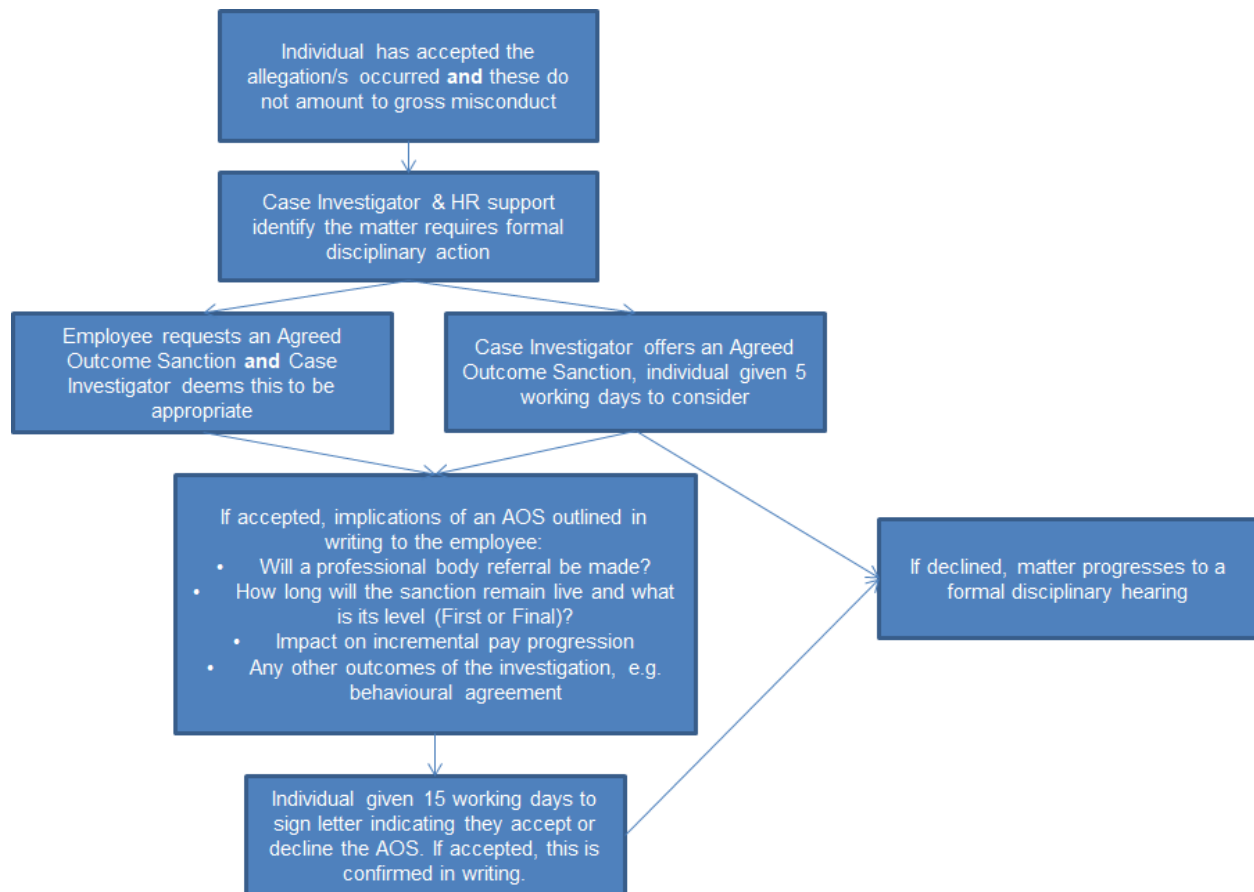 Individual has accepted the
allegation/s occurred and these do
not amount to gross misconduct
Case Investigator & HR support
identify the matter requires formal
disciplinary action
Employee requests an Agreed
Outcome Sanction and Case
Investigator deems this to be
appropriate
Case Investigator offers an Agreed
Outcome Sanction, individual given 5
working days to consider
If accepted, implications of an AOS outlined in
writing to the employee:
• Will a professional body referral be made?
• How long will the sanction remain live and what
is its level (First or Final)?
• Impact on incremental pay progression
• Any other outcomes of the investigation, e.g.
behavioural agreement
If declined, matter progresses to a
formal disciplinary hearing
Individual given 15 working days to
sign letter indicating they accept or
decline the AOS. If accepted, this is
confirmed in writing.